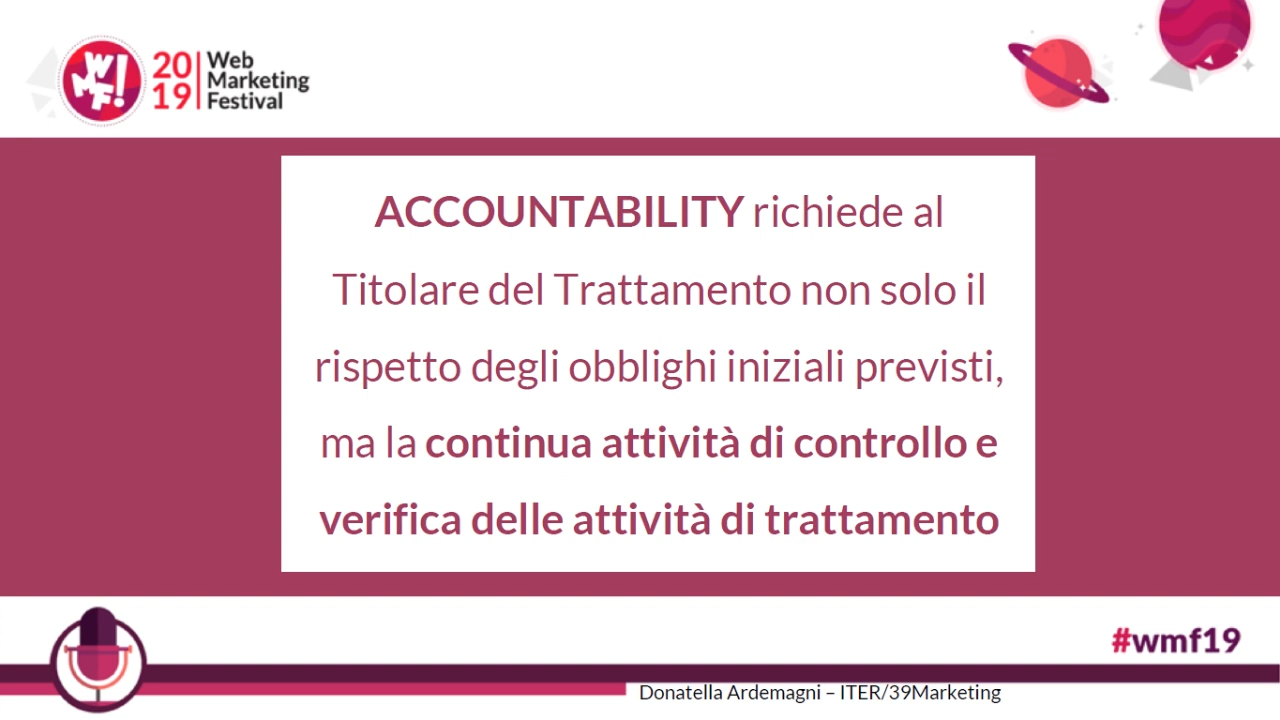 WMF!
2019
Web
Marketing
Festival
ACCOUNTABILITY richiede al
Titolare del Trattamento non solo il
rispetto degli obblighi iniziali previsti,
ma la continua attività di controllo e
verifica delle attività di trattamento
#wmf19
Donatella Ardemagni – ITER/39Marketing